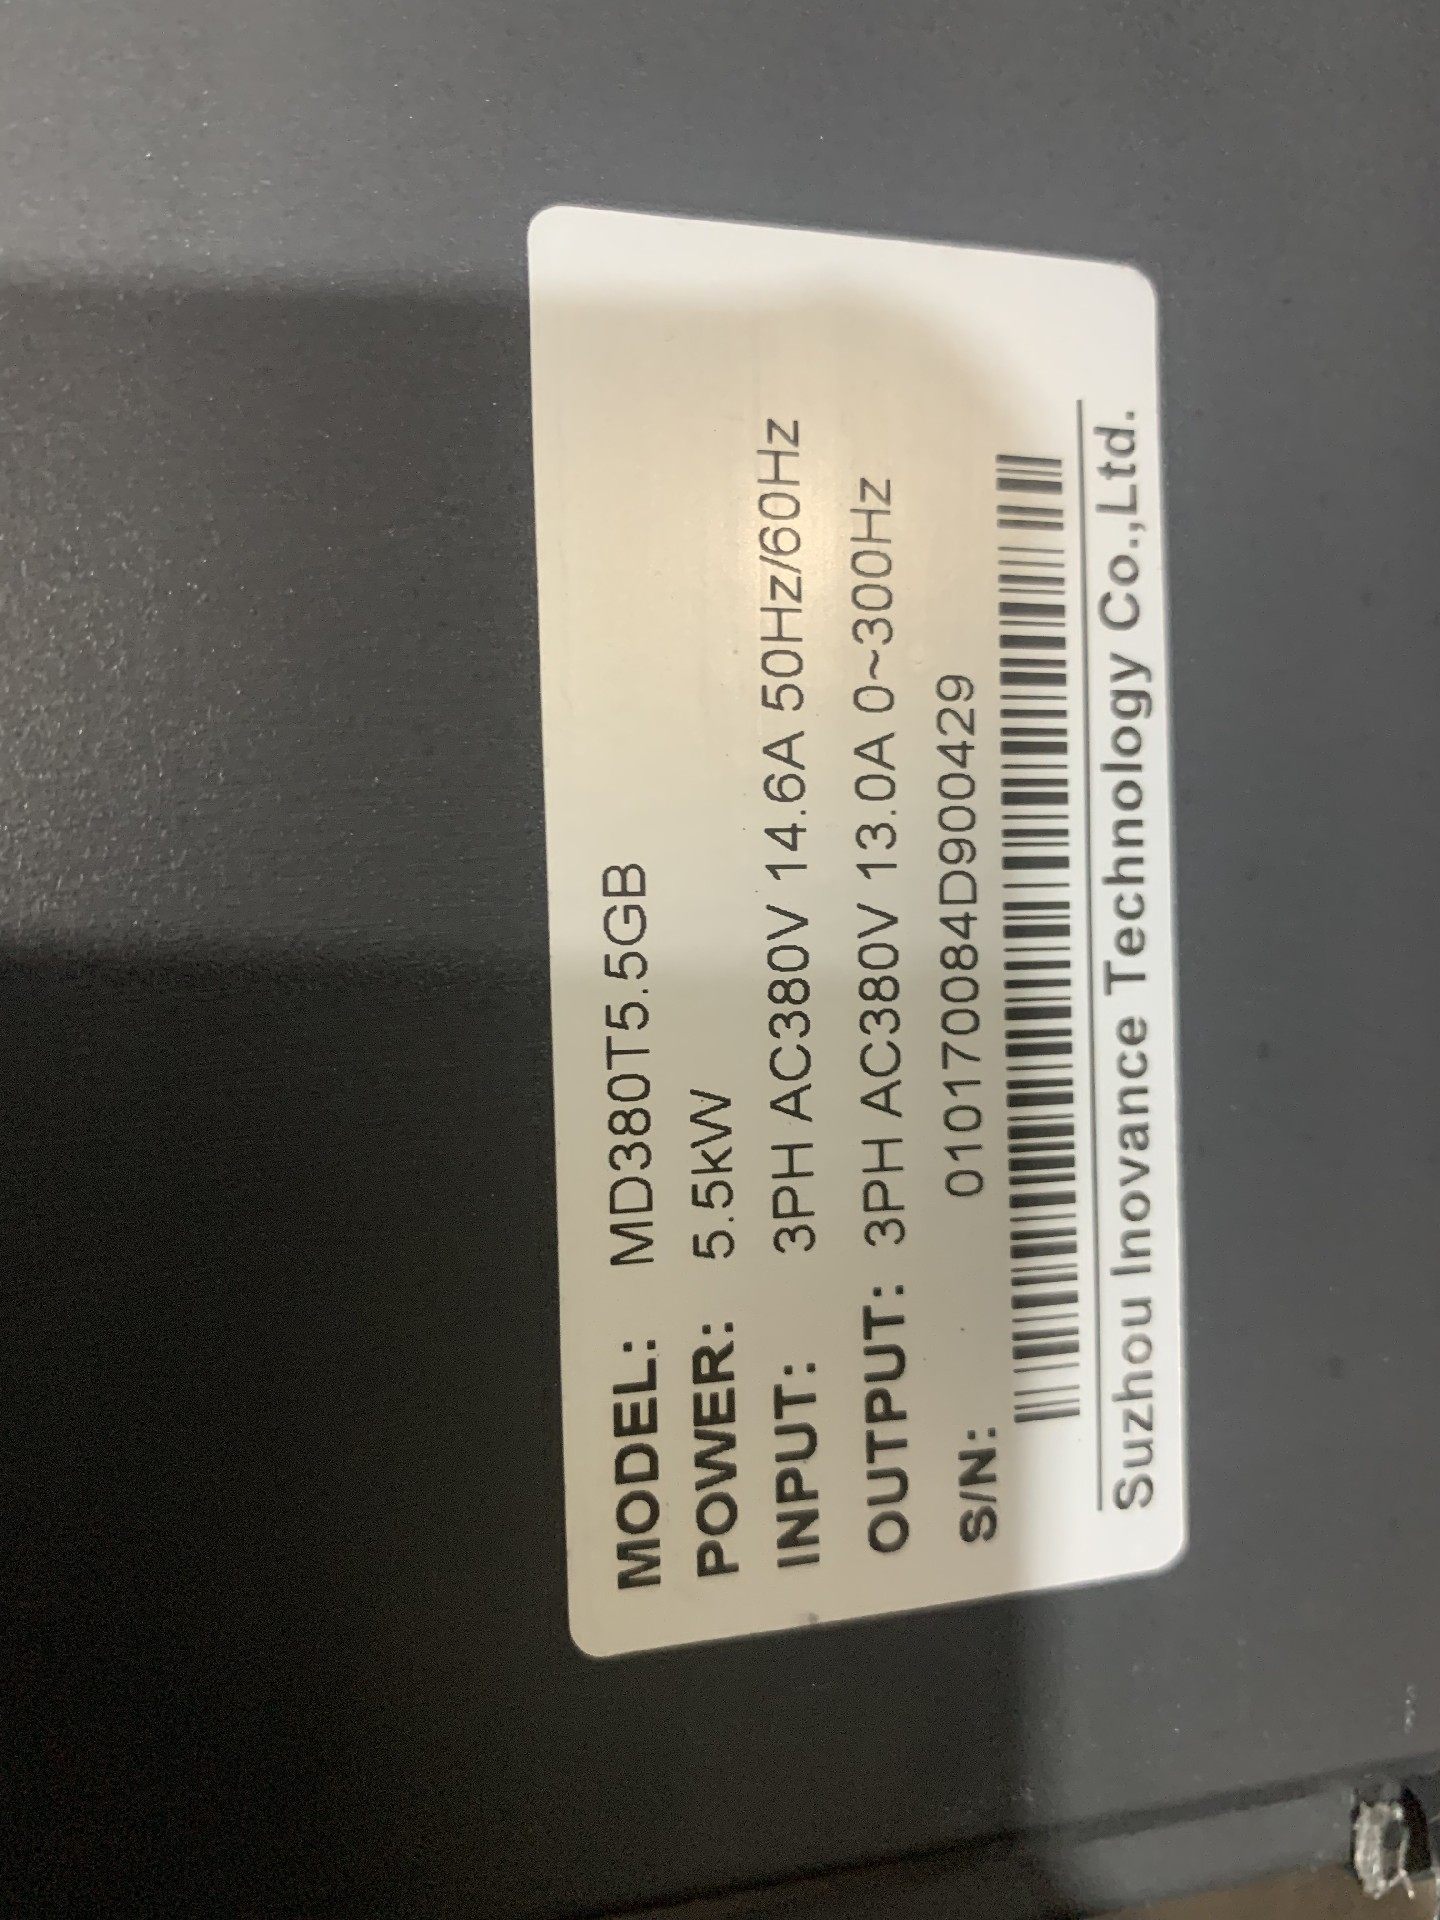 MODEL: MD380T5.5GB
POWER: 5.5kW
INPUT: 3PH AC380V 14.6A 50Hz/60Hz
OUTPUT: 3PH AC380V 13.0A 0~300Hz
S/N: 010170084D900429
Suzhou Inovance Technology Co.,Ltd.